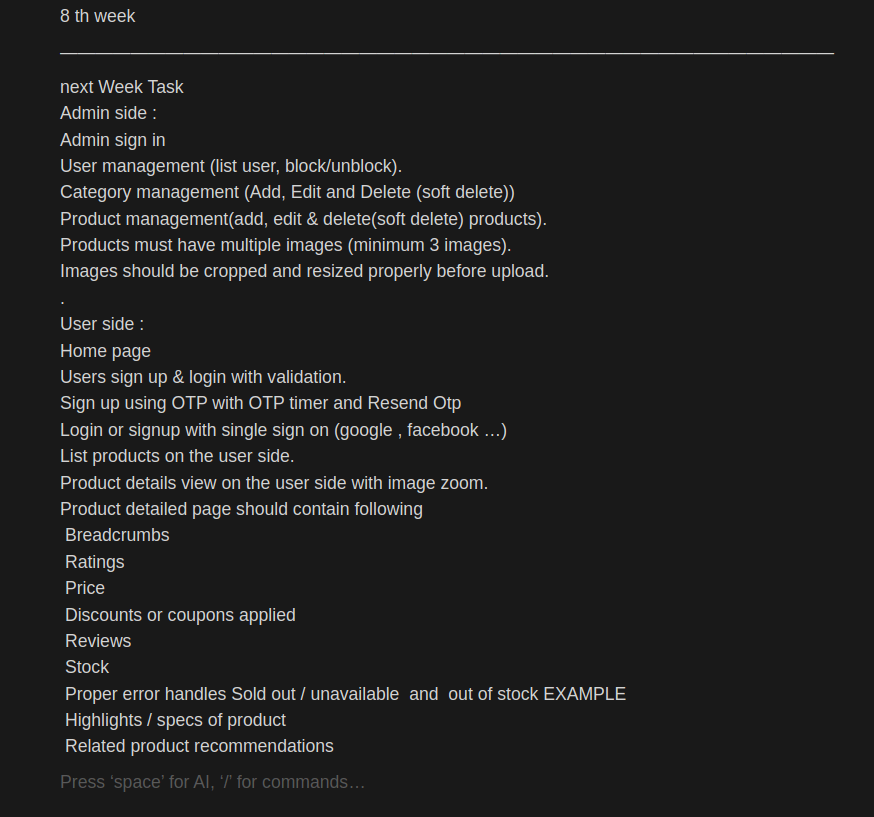 8 th week
next Week Task
Admin side :
Admin sign in
User management (list user, block/unblock).
Category management (Add, Edit and Delete (soft delete))
Product management(add, edit & delete(soft delete) products).
Products must have multiple images (minimum 3 images).
Images should be cropped and resized properly before upload.
.
User side :
Home page
Users sign up & login with validation.
Sign up using OTP with OTP timer and Resend Otp
Login or signup with single sign on (google , facebook …)
List products on the user side.
Product details view on the user side with image zoom.
Product detailed page should contain following
Breadcrumbs
Ratings
Price
Discounts or coupons applied
Reviews
Stock
Proper error handles Sold out / unavailable  and  out of stock EXAMPLE
Highlights / specs of product
Related product recommendations
Press ‘space’ for AI, ‘/’ for commands…